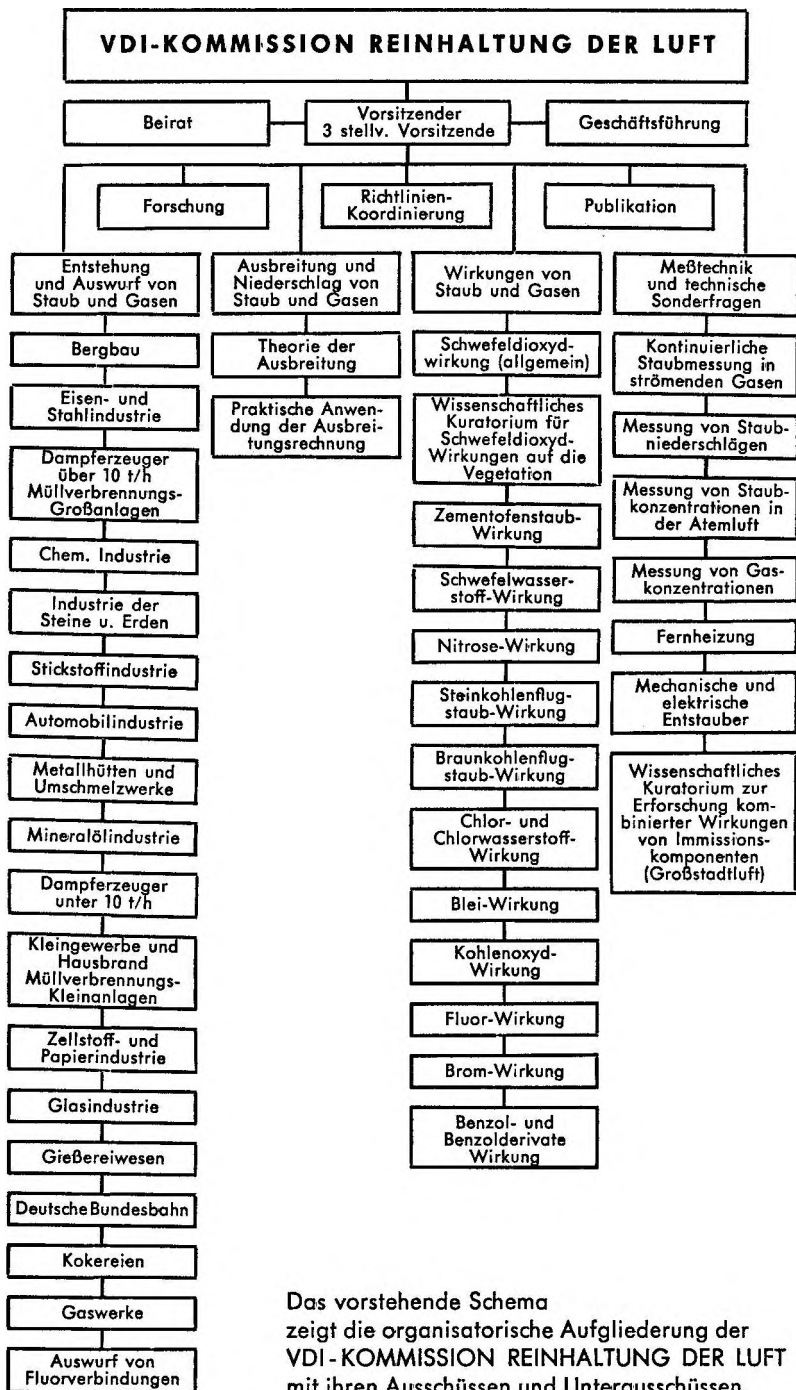 VDI-KOMMISSION REINHALTUNG DER LUFT
Beirat
Vorsitzender
3 stellv. Vorsitzende
Geschäftsführung
Forschung
Richtlinien-
Koordinierung
Publikation
Entstehung
und Auswurf von
Staub und Gasen
Bergbau
Eisen- und
Stahlindustrie
Dampferzeuger
über 10 t/h
Müllverbrennungs-
Großanlagen
Chem. Industrie
Industrie der
Steine u. Erden
Stickstoffindustrie
Automobilindustrie
Metallhütten und
Umschmelzwerke
Mineralölindustrie
Dampferzeuger
unter 10 t/h
Kleingewerbe und
Hausbrand
Müllverbrennungs-
Kleinanlagen
Zellstoff- und
Papierindustrie
Glasindustrie
Gießereiwesen
Deutsche Bundesbahn
Kokereien
Gaswerke
Auswurf von
Fluorverbindungen
Ausbreitung und
Niederschlag von
Staub und Gasen
Theorie der
Ausbreitung
Praktische Anwen-
dung der Ausbrei-
tungsrechnung
Wirkungen von
Staub und Gasen
Schwefeldioxyd-
wirkung (allgemein)
Wissenschaftliches
Kuratorium für
Schwefeldioxyd-
Wirkungen auf die
Vegetation
Zementofenstaub-
Wirkung
Schwefelwasser-
stoff-Wirkung
Nitrose-Wirkung
Steinkohlenflug-
staub-Wirkung
Braunkohlenflug-
staub-Wirkung
Chlor- und
Chlorwasserstoff-
Wirkung
Blei-Wirkung
Kohlenoxyd-
Wirkung
Fluor-Wirkung
Brom-Wirkung
Benzol- und
Benzolderivate
Wirkung
Meßtechnik
und technische
Sonderfragen
Kontinuierliche
Staubmessung in
strömenden Gasen
Messung von Staub-
niederschlägen
Messung von Staub-
konzentrationen in
der Atemluft
Messung von Gas-
konzentrationen
Fernheizung
Mechanische und
elektrische
Entstauber
Wissenschaftliches
Kuratorium zur
Erforschung kom-
binierter Wirkungen
von Immissions-
komponenten
(Großstadtluft)
Das vorstehende Schema
zeigt die organisatorische Aufgliederung der
VDI-KOMMISSION REINHALTUNG DER LUFT
mit ihren Ausschüssen und Unterausschüssen